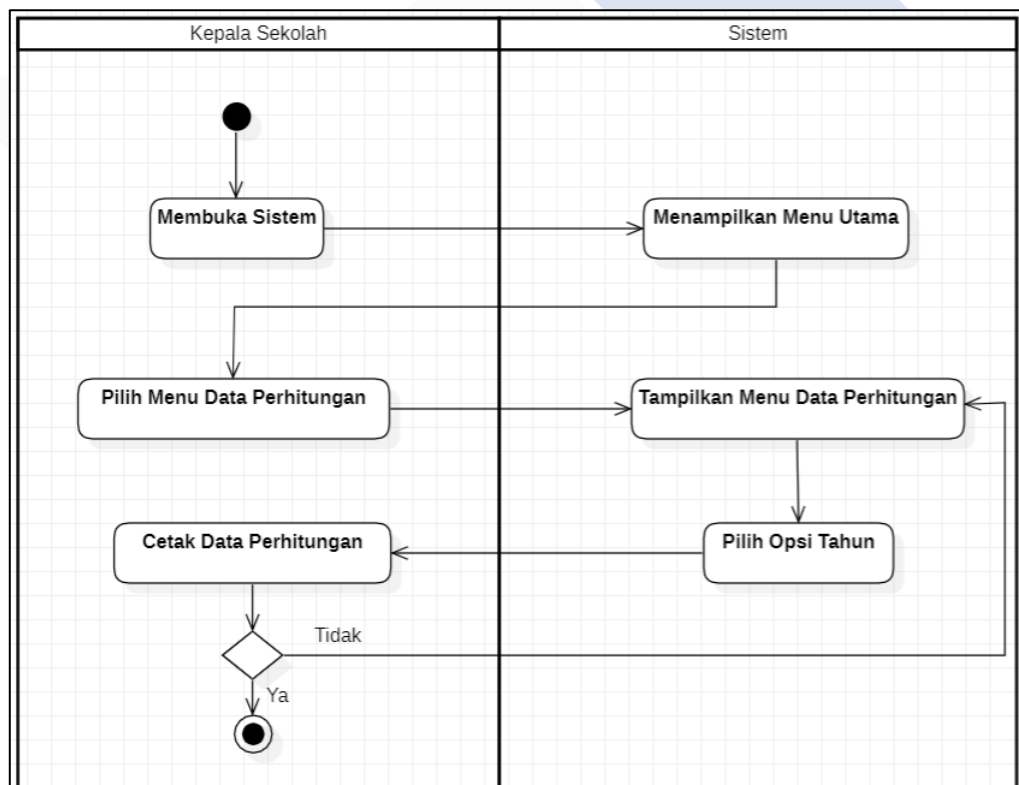 Kepala Sekolah
Sistem
Membuka Sistem
Menampilkan Menu Utama
Pilih Menu Data Perhitungan
Tampilkan Menu Data Perhitungan
Cetak Data Perhitungan
Pilih Opsi Tahun
Tidak
Ya